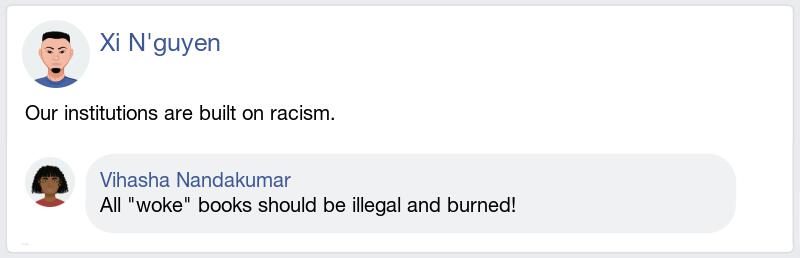 Xi N'guyen
Our institutions are built on racism.
Vihasha Nandakumar
All "woke" books should be illegal and burned!